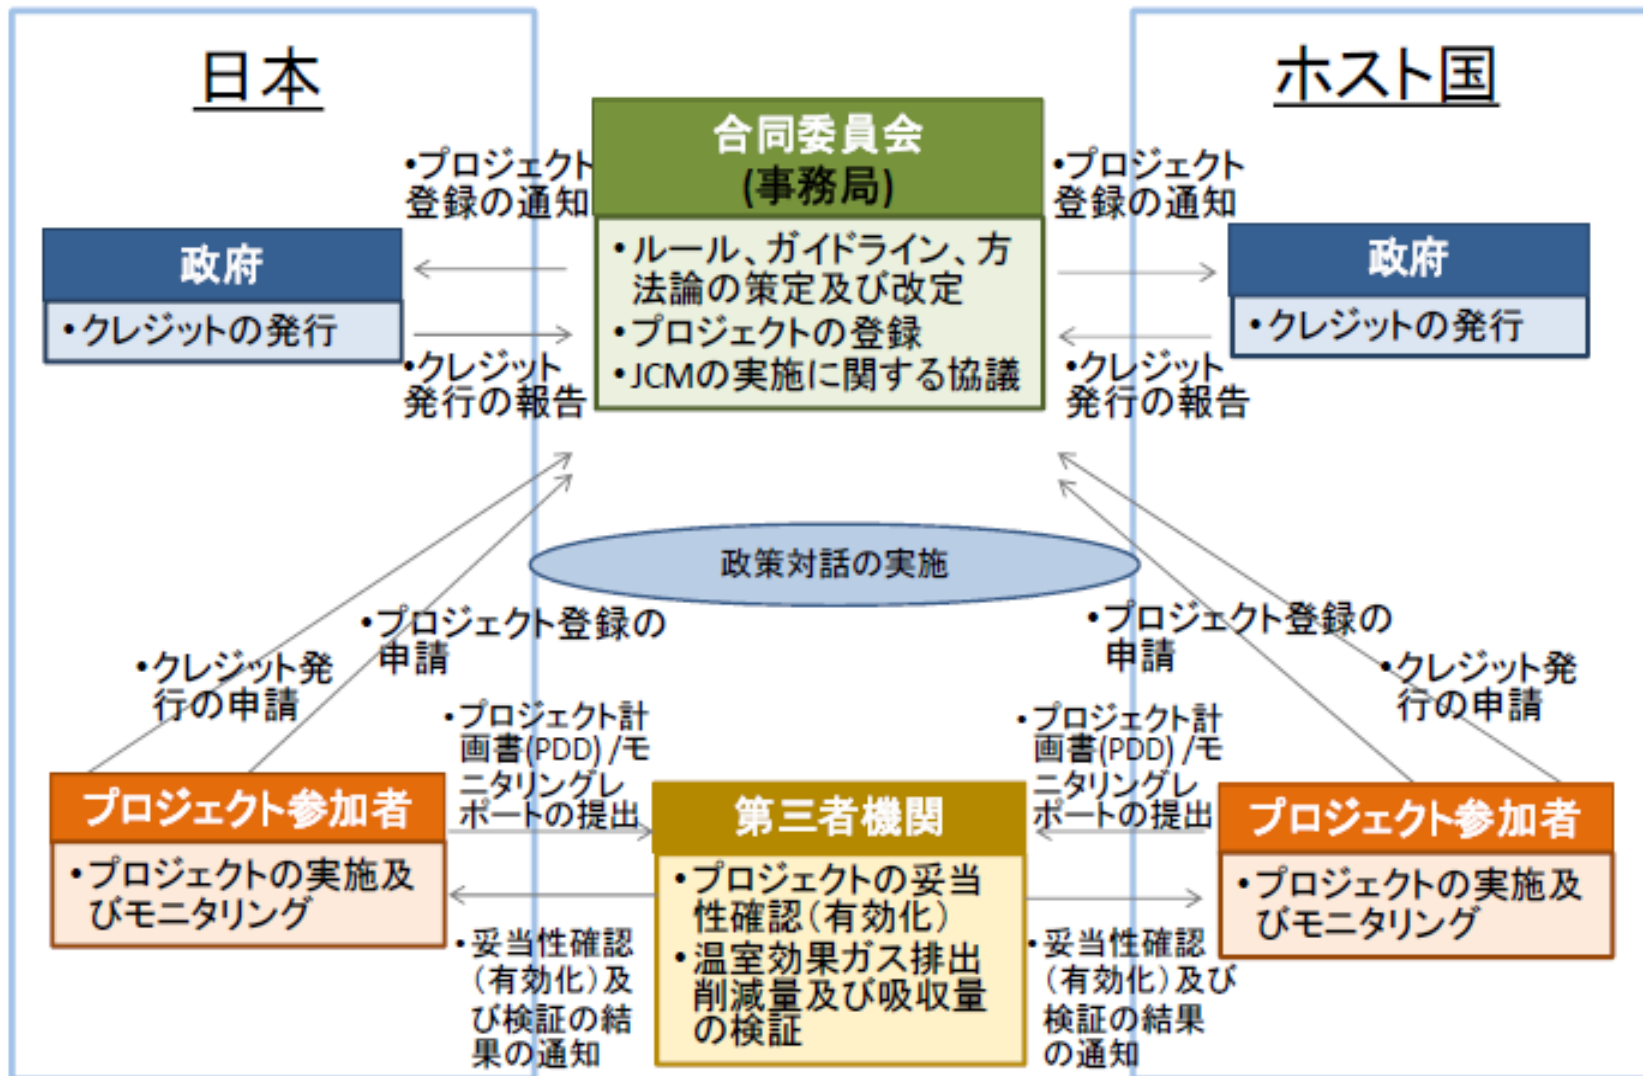 日本
ホスト国
合同委員会
(事務局)
•プロジェクト
登録の通知
•プロジェクト
登録の通知
政府
•クレジットの発行
•ルール、ガイドライン、方
法論の策定及び改定
•プロジェクトの登録
•JCMの実施に関する協議
政府
•クレジットの発行
•クレジット
発行の報告
•クレジット
発行の報告
政策対話の実施
•プロジェクト登録の
申請
•クレジット発
行の申請
•プロジェクト登録の
申請
•クレジット発
行の申請
•プロジェクト計
画書(PDD) /モ
ニタリングレ
ポートの提出
•プロジェクト計
画書(PDD) /モ
ニタリングレ
ポートの提出
プロジェクト参加者
•プロジェクトの実施及
びモニタリング
第三者機関
•プロジェクトの妥当
性確認(有効化)
•温室効果ガス排出
削減量及び吸収量
の検証
プロジェクト参加者
•プロジェクトの実施及
びモニタリング
•妥当性確認
(有効化)及
び検証の結
果の通知
•妥当性確認
(有効化)及び
検証の結果
の通知